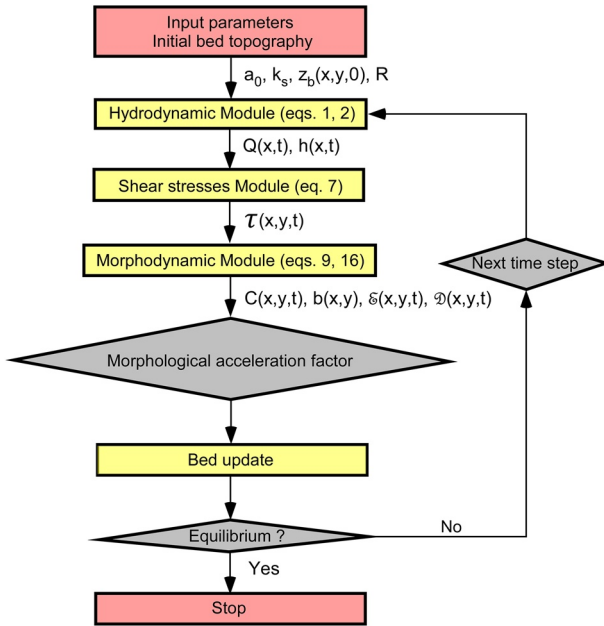 Input parameters
Initial bed topography
a₀, kₛ, z_b(x,y,0), R
Hydrodynamic Module (eqs. 1, 2)
Q(x,t), h(x,t)
Shear stresses Module (eq. 7)
τ(x,y,t)
Morphodynamic Module (eqs. 9, 16)
Next time step
C(x,y,t), b(x,y), ℰ(x,y,t), 𝒟(x,y,t)
Morphological acceleration factor
Bed update
Equilibrium ?
No
Yes
Stop